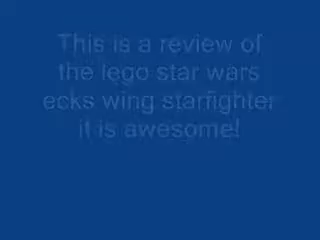 This is a review of
the lego star wars
ecks wing starfighter
it is awesome!